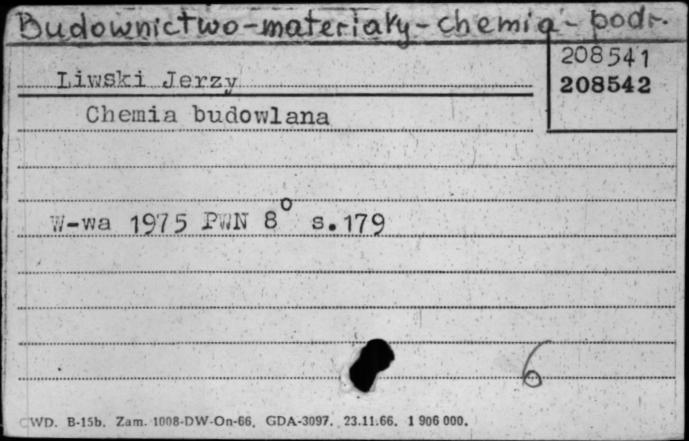 Budownictwo-materiały-chemia-podr.
208541
Liwski Jerzy
208542
Chemia budowlana
W-wa 1975 PWN 8° s.179
6
CWD. B-15b. Zam. 1008-DW-On-66. GDA-3097. 23.11.66. 1 906 000.